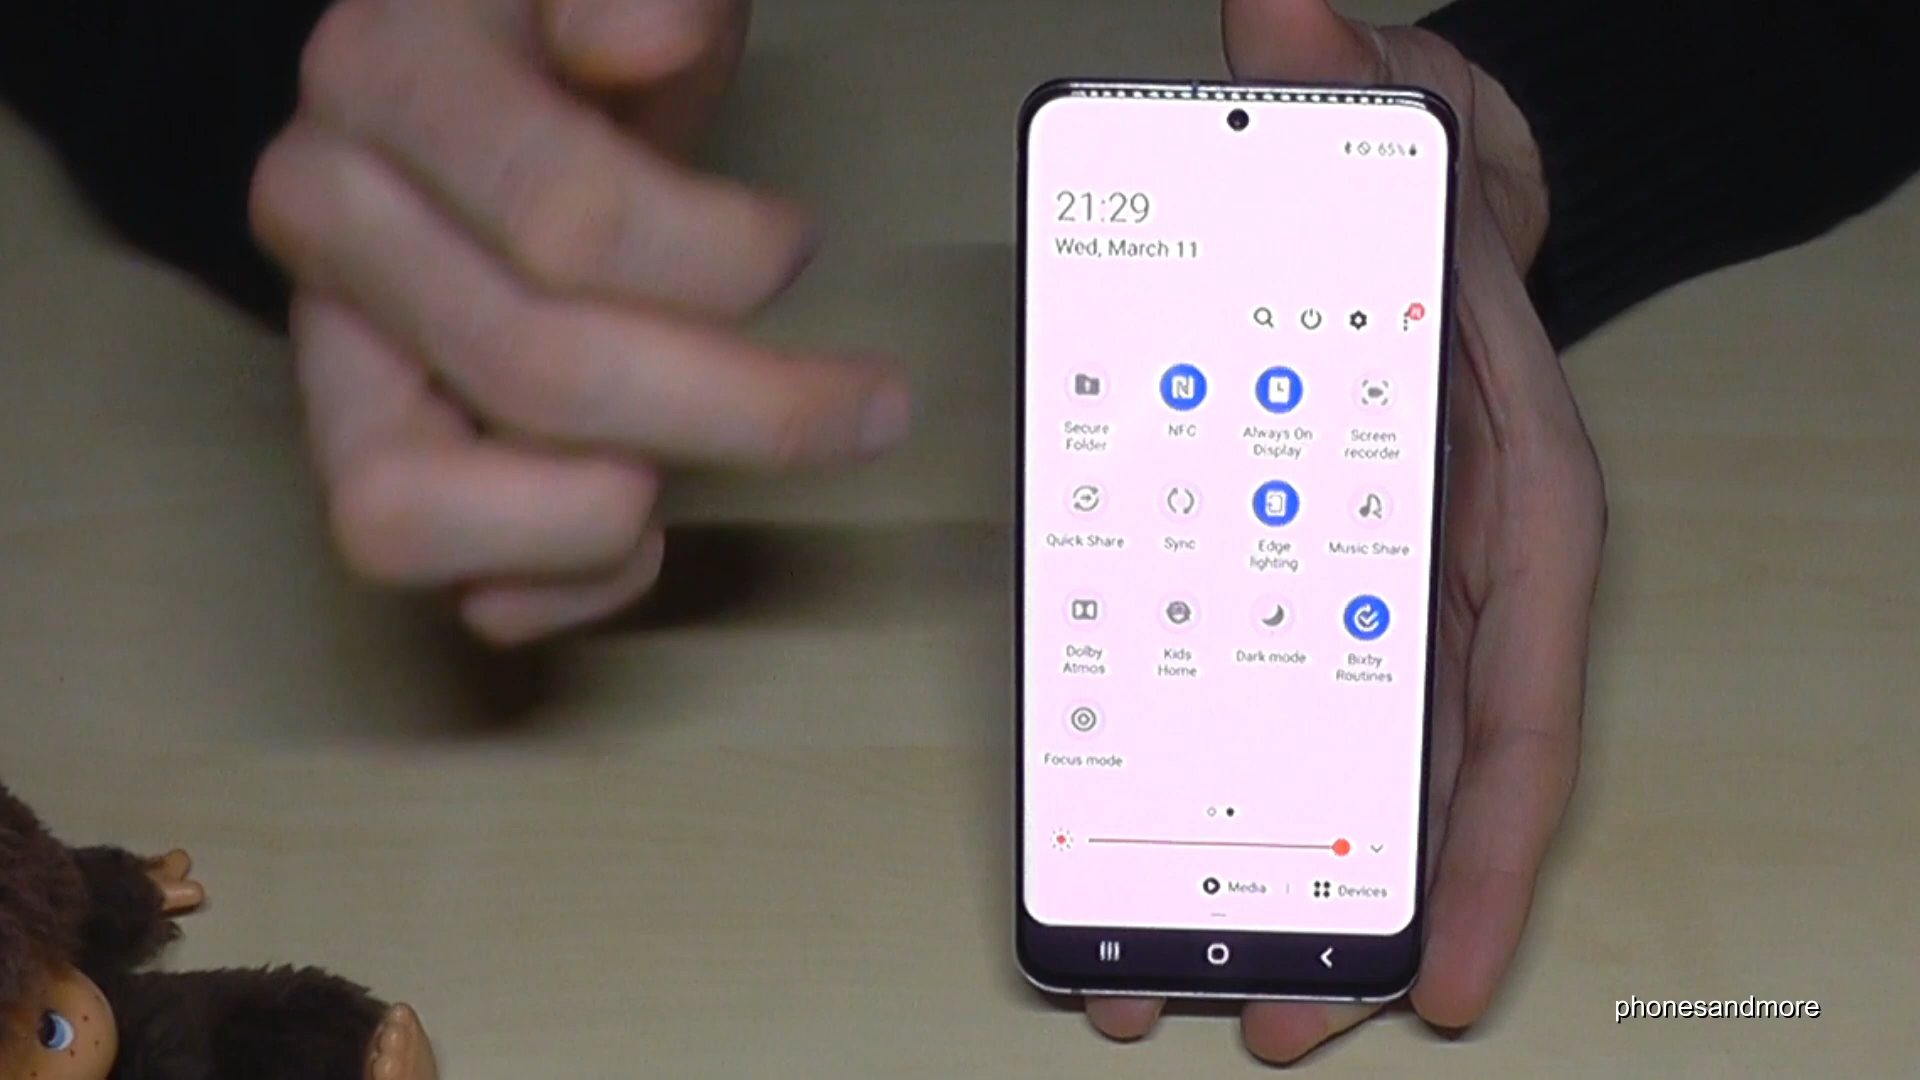 65%
21:29
Wed, March 11
N
Secure
Folder
NFC
Always On
Display
Screen
recorder
Quick Share
Sync
Edge
lighting
Music Share
Dolby
Atmos
Kids
Home
Dark mode
Bixby
Routines
Focus mode
Media
Devices
phonesandmore